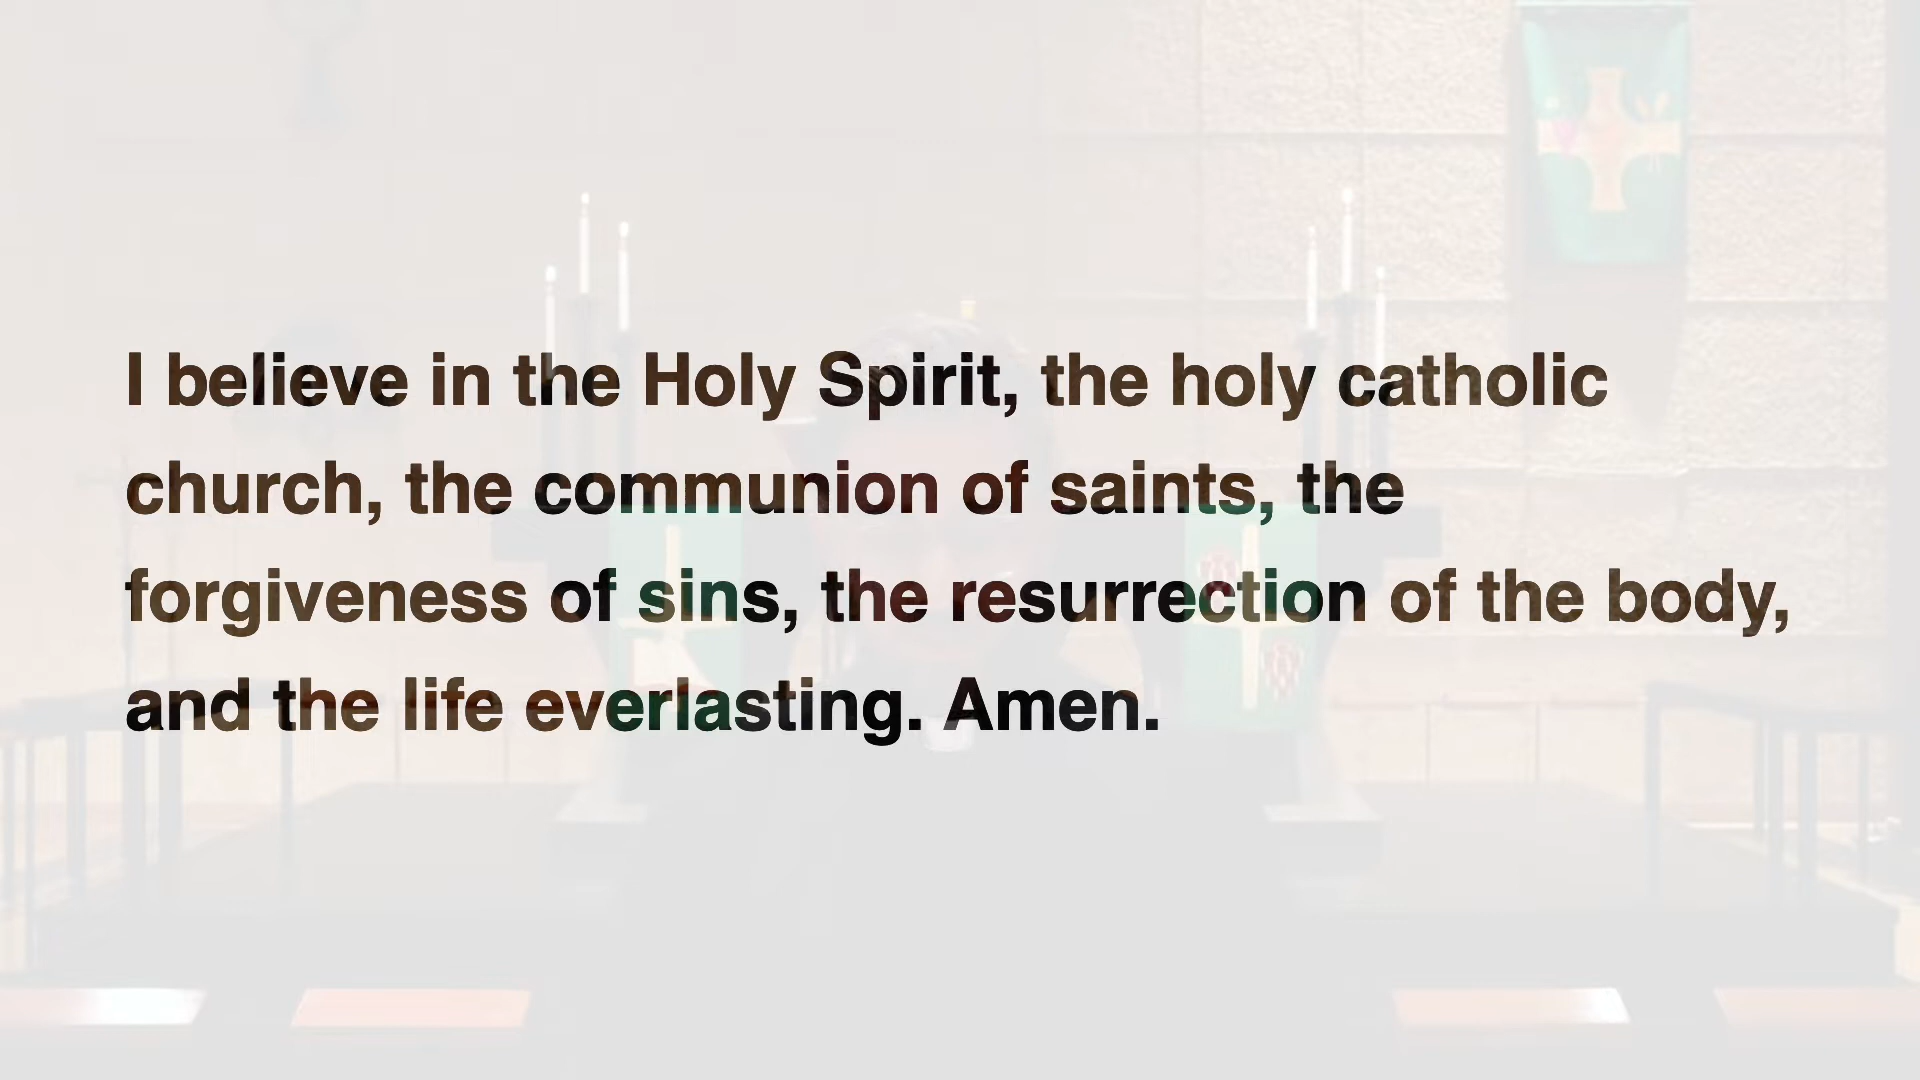 I believe in the Holy Spirit, the holy catholic
church, the communion of saints, the
forgiveness of sins, the resurrection of the body,
and the life everlasting. Amen.